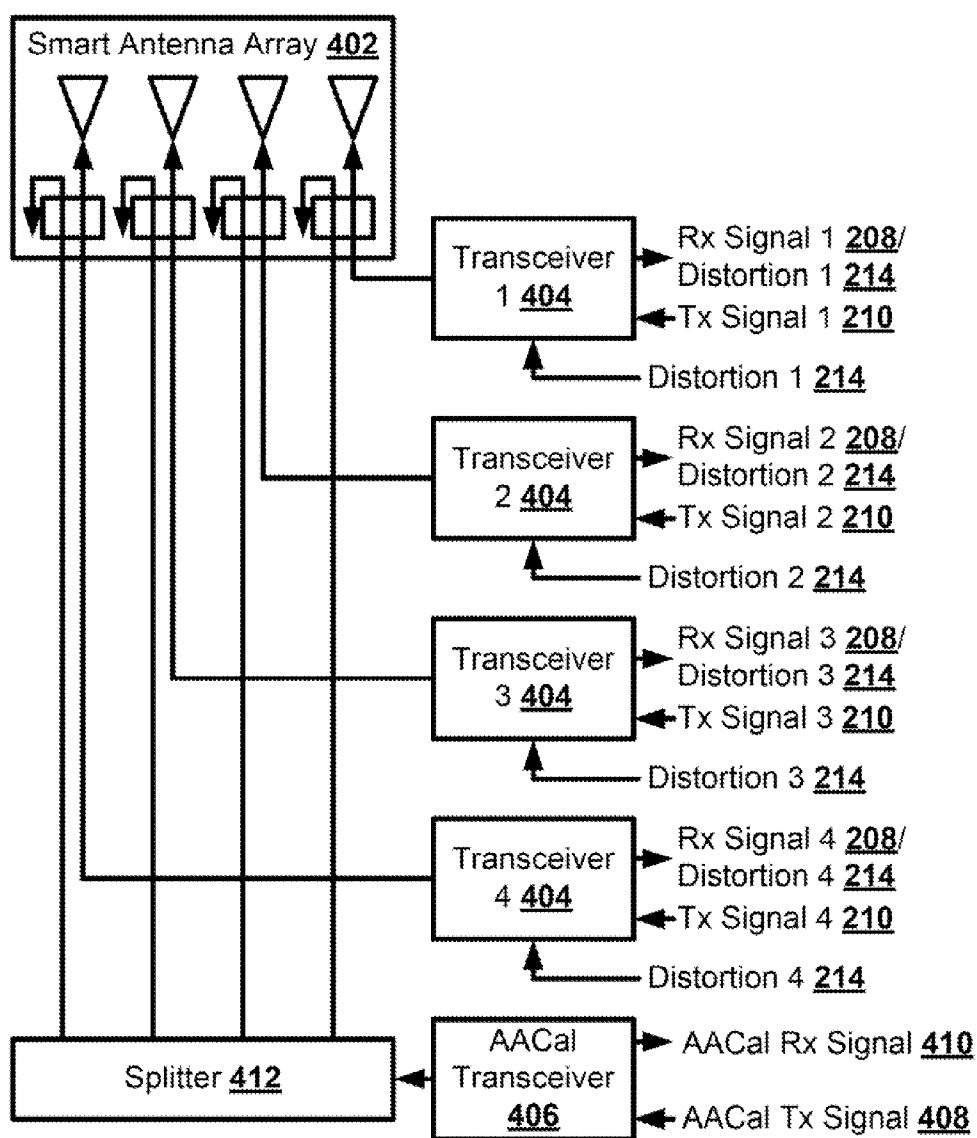 Smart Antenna Array 402
Transceiver
1 404
Rx Signal 1 208/
Distortion 1 214
Tx Signal 1 210
Distortion 1 214
Transceiver
2 404
Rx Signal 2 208/
Distortion 2 214
Tx Signal 2 210
Distortion 2 214
Transceiver
3 404
Rx Signal 3 208/
Distortion 3 214
Tx Signal 3 210
Distortion 3 214
Transceiver
4 404
Rx Signal 4 208/
Distortion 4 214
Tx Signal 4 210
Distortion 4 214
Splitter 412
AACal
Transceiver
406
AACal Rx Signal 410
AACal Tx Signal 408